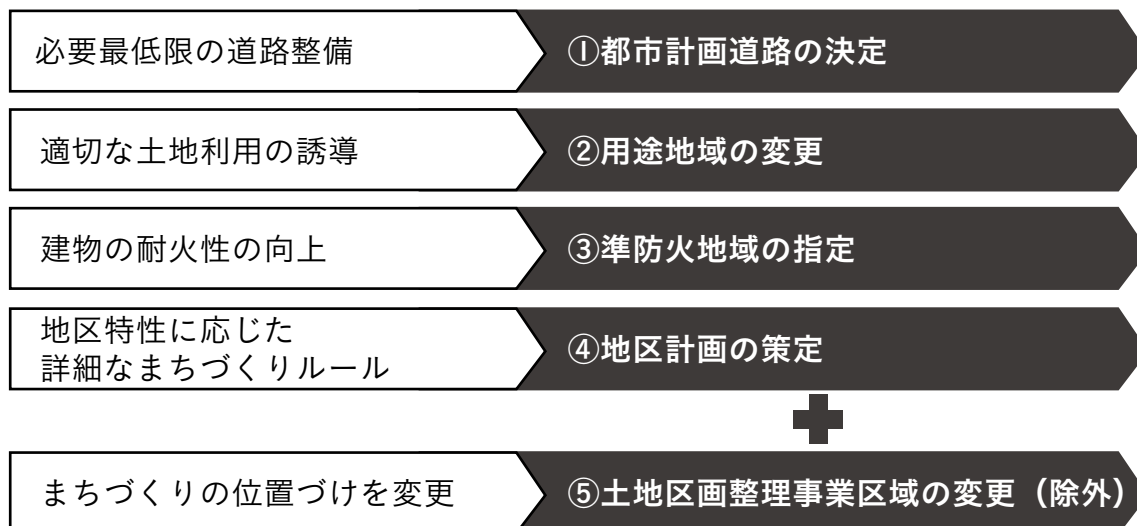 必要最低限の道路整備
①都市計画道路の決定
適切な土地利用の誘導
②用途地域の変更
建物の耐火性の向上
③準防火地域の指定
地区特性に応じた
詳細なまちづくりルール
④地区計画の策定
まちづくりの位置づけを変更
⑤土地区画整理事業区域の変更（除外）